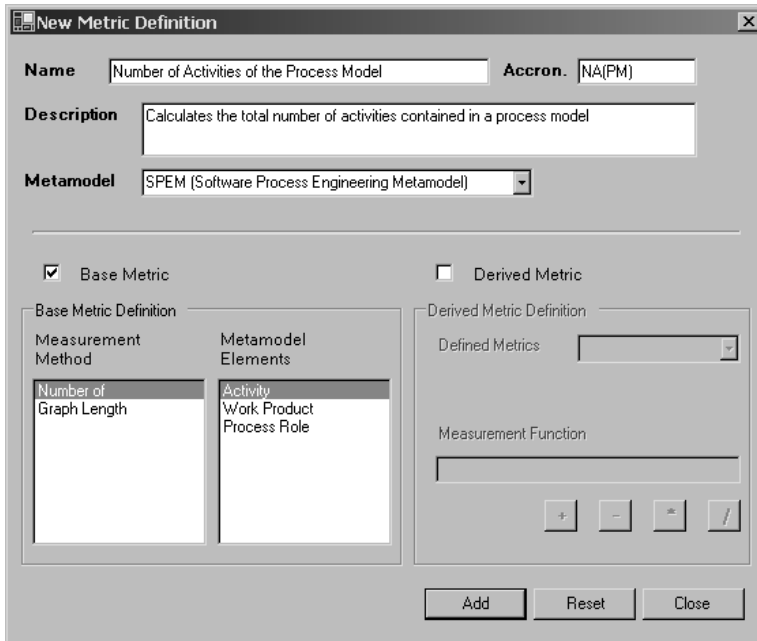 New Metric Definition
Name Number of Activities of the Process Model Accron. NA(PM)
Description Calculates the total number of activities contained in a process model
Metamodel SPEM (Software Process Engineering Metamodel)
Base Metric
Derived Metric
Base Metric Definition
Measurement Method
Metamodel Elements
Number of
Graph Length
Activity
Work Product
Process Role
Derived Metric Definition
Defined Metrics
Measurement Function
+ - * /
Add Reset Close